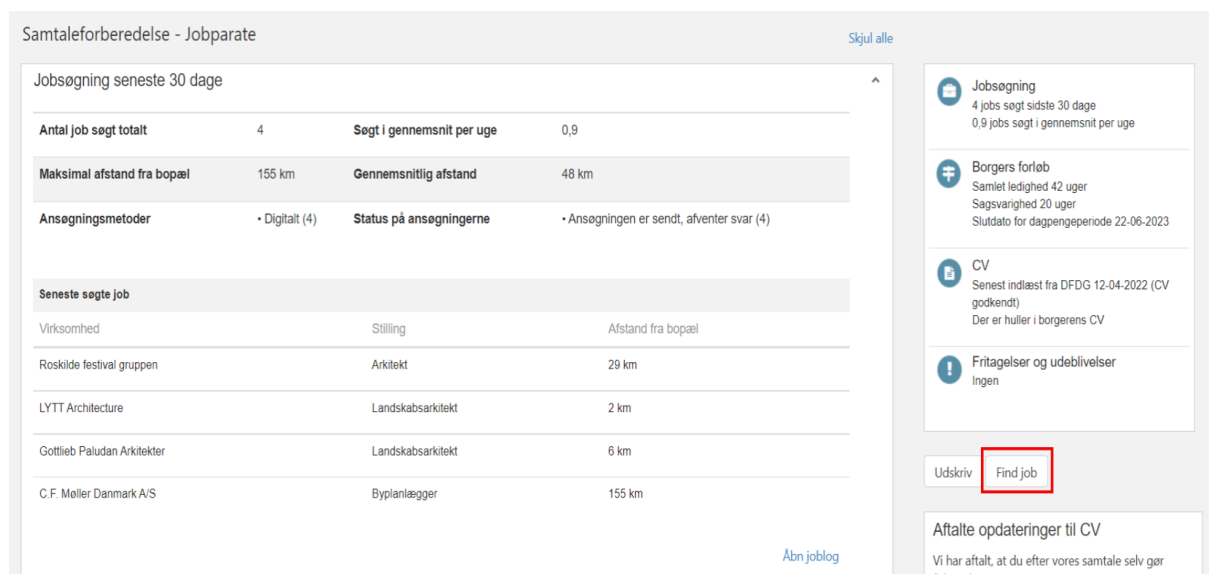 Samtaleforberedelse - Jobparate
Skjul alle
Jobsøgning seneste 30 dage
Antal job søgt totalt 4 Søgt i gennemsnit per uge 0,9
Maksimal afstand fra bopæl 155 km Gennemsnitlig afstand 48 km
Ansøgningsmetoder • Digitalt (4) Status på ansøgningerne • Ansøgningen er sendt, afventer svar (4)
Seneste søgte job
Virksomhed Stilling Afstand fra bopæl
Roskilde festival gruppen Arkitekt 29 km
LYTT Architecture Landskabsarkitekt 2 km
Gottlieb Paludan Arkitekter Landskabsarkitekt 6 km
C.F. Møller Danmark A/S Byplanlægger 155 km
Åbn joblog
Jobsøgning
4 jobs søgt sidste 30 dage
0,9 jobs søgt i gennemsnit per uge
Borgers forløb
Samlet ledighed 42 uger
Sagsvarighed 20 uger
Slutdato for dagpengeperiode 22-06-2023
CV
Senest indlæst fra DFDG 12-04-2022 (CV
godkendt)
Der er huller i borgerens CV
Fritagelser og udeblivelser
Ingen
Udskriv Find job
Aftalte opdateringer til CV
Vi har aftalt, at du efter vores samtale selv gør